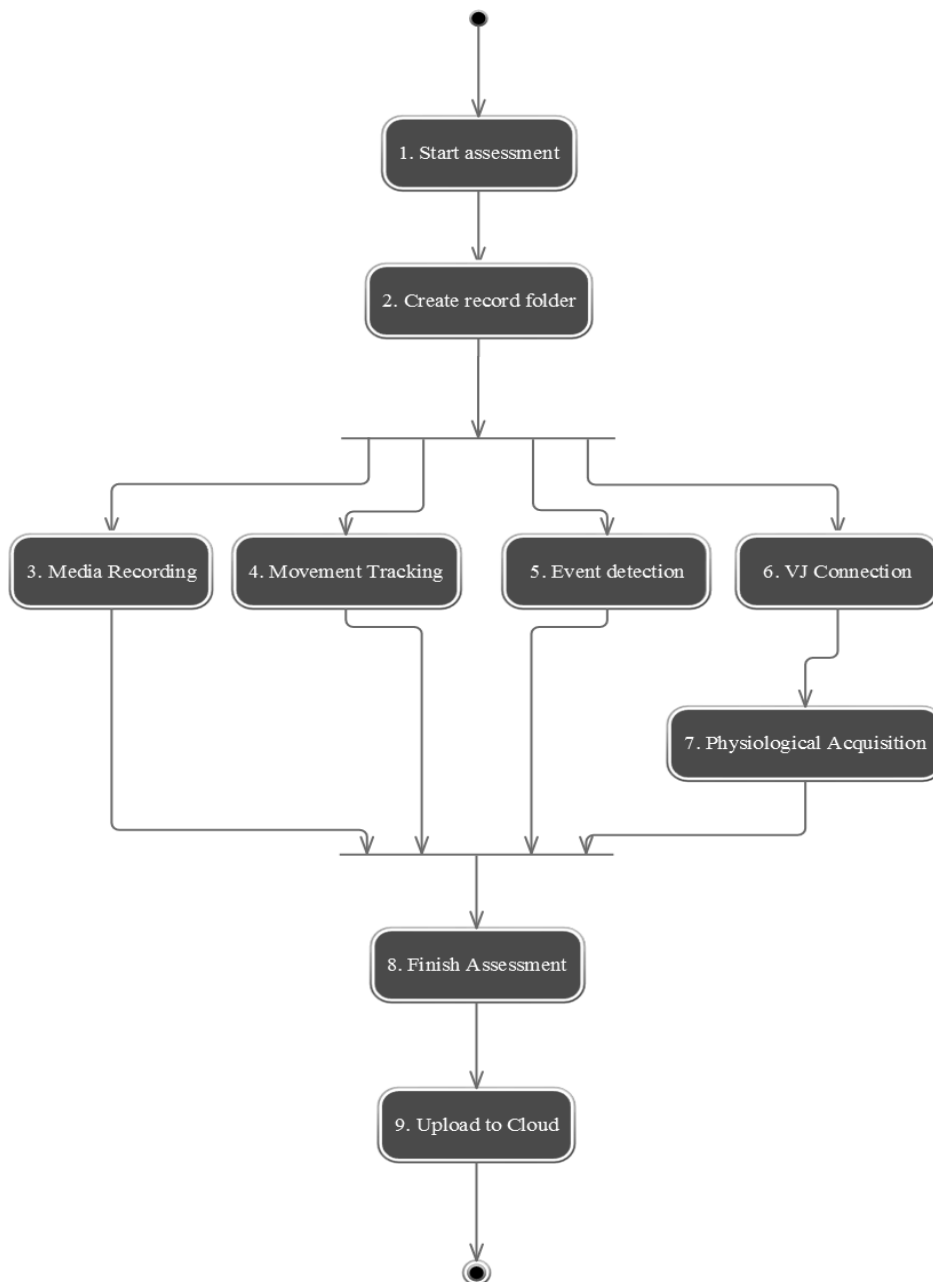 1. Start assessment
2. Create record folder
3. Media Recording
4. Movement Tracking
5. Event detection
6. VJ Connection
7. Physiological Acquisition
8. Finish Assessment
9. Upload to Cloud